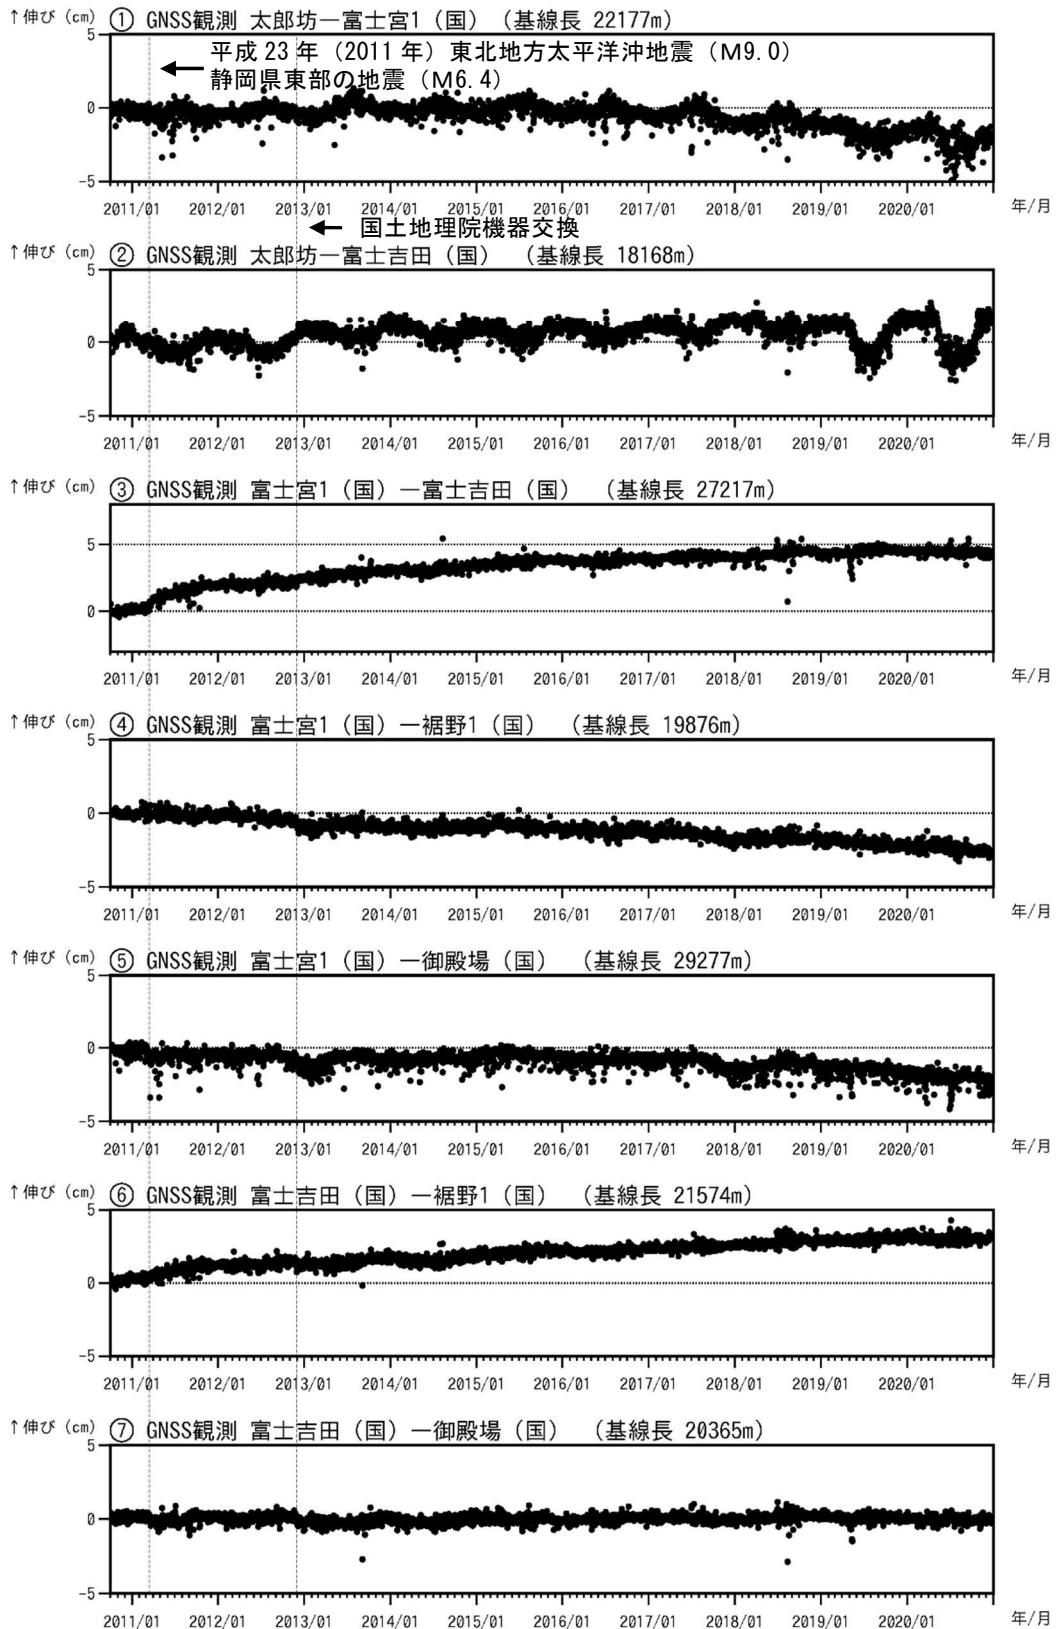 ↑伸び (cm) ① GNSS観測 太郎坊－富士宮1（国）（基線長 22177m）
平成 23 年（2011 年）東北地方太平洋沖地震（M9.0）
静岡県東部の地震（M6.4）
5
0
-5
2011/01 2012/01 2013/01 2014/01 2015/01 2016/01 2017/01 2018/01 2019/01 2020/01 年/月
国土地理院機器交換
↑伸び (cm) ② GNSS観測 太郎坊－富士吉田（国）（基線長 18168m）
5
0
-5
2011/01 2012/01 2013/01 2014/01 2015/01 2016/01 2017/01 2018/01 2019/01 2020/01 年/月
↑伸び (cm) ③ GNSS観測 富士宮1（国）－富士吉田（国）（基線長 27217m）
5
0
2011/01 2012/01 2013/01 2014/01 2015/01 2016/01 2017/01 2018/01 2019/01 2020/01 年/月
↑伸び (cm) ④ GNSS観測 富士宮1（国）－裾野1（国）（基線長 19876m）
5
0
-5
2011/01 2012/01 2013/01 2014/01 2015/01 2016/01 2017/01 2018/01 2019/01 2020/01 年/月
↑伸び (cm) ⑤ GNSS観測 富士宮1（国）－御殿場（国）（基線長 29277m）
5
0
-5
2011/01 2012/01 2013/01 2014/01 2015/01 2016/01 2017/01 2018/01 2019/01 2020/01 年/月
↑伸び (cm) ⑥ GNSS観測 富士吉田（国）－裾野1（国）（基線長 21574m）
5
0
-5
2011/01 2012/01 2013/01 2014/01 2015/01 2016/01 2017/01 2018/01 2019/01 2020/01 年/月
↑伸び (cm) ⑦ GNSS観測 富士吉田（国）－御殿場（国）（基線長 20365m）
5
0
-5
2011/01 2012/01 2013/01 2014/01 2015/01 2016/01 2017/01 2018/01 2019/01 2020/01 年/月